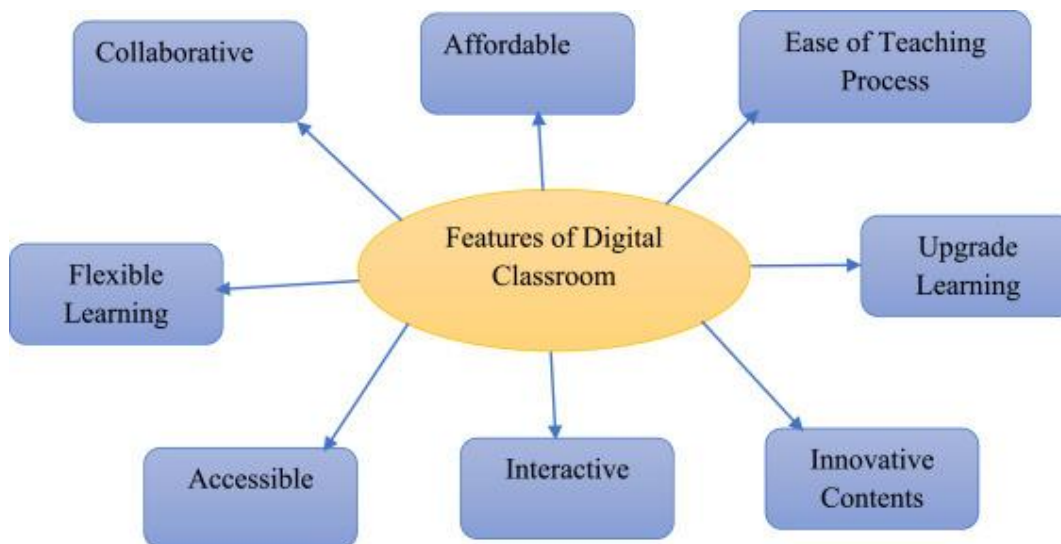 Collaborative
Affordable
Ease of Teaching
Process
Features of Digital
Classroom
Flexible
Learning
Upgrade
Learning
Accessible
Interactive
Innovative
Contents